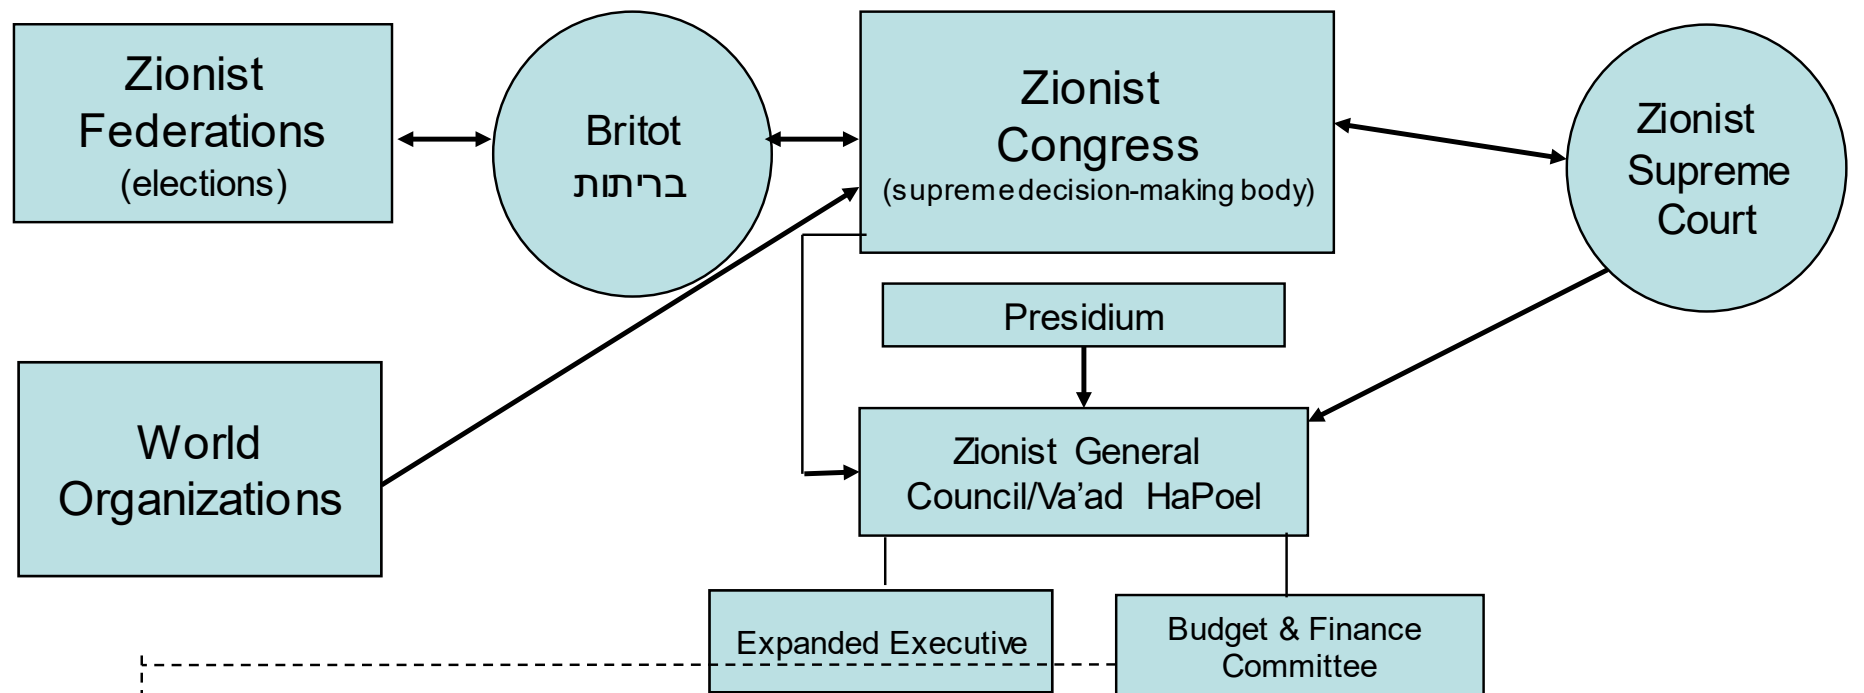 Zionist
Federations
(elections)
Britot
בריתות
Zionist
Congress
(supreme decision-making body)
Zionist
Supreme
Court
Presidium
World
Organizations
Zionist General
Council/Va’ad HaPoel
Expanded Executive
Budget & Finance
Committee